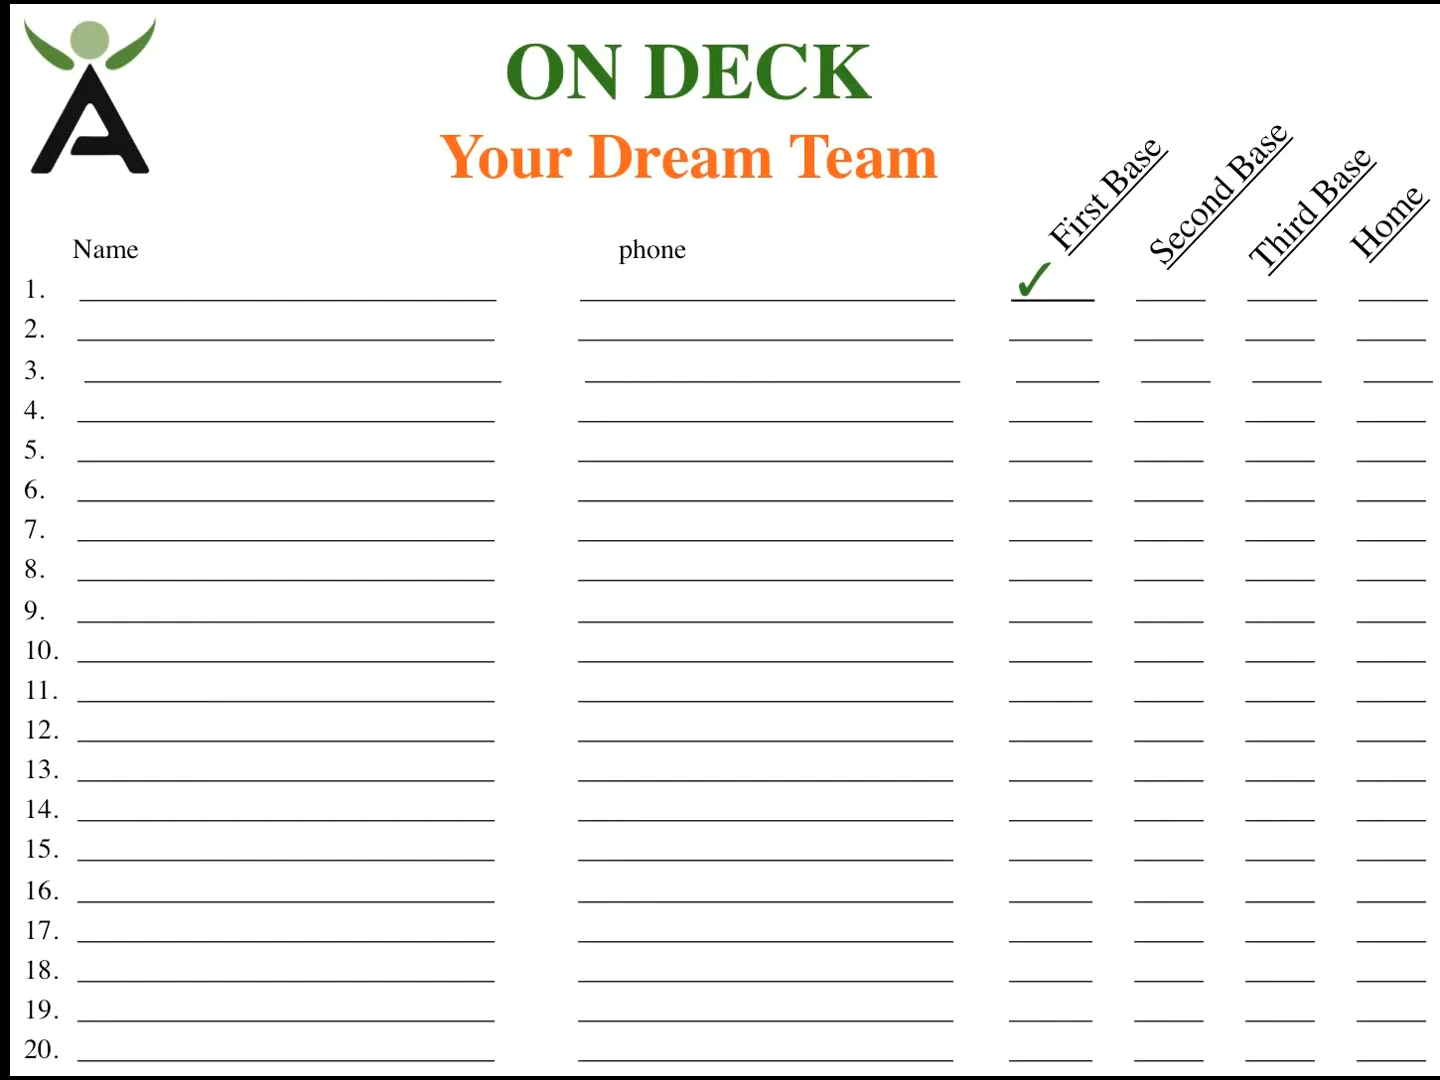 ON DECK
Your Dream Team
First Base
Second Base
Third Base
Home
Name phone
1. ✓
2.
3.
4.
5.
6.
7.
8.
9.
10.
11.
12.
13.
14.
15.
16.
17.
18.
19.
20.